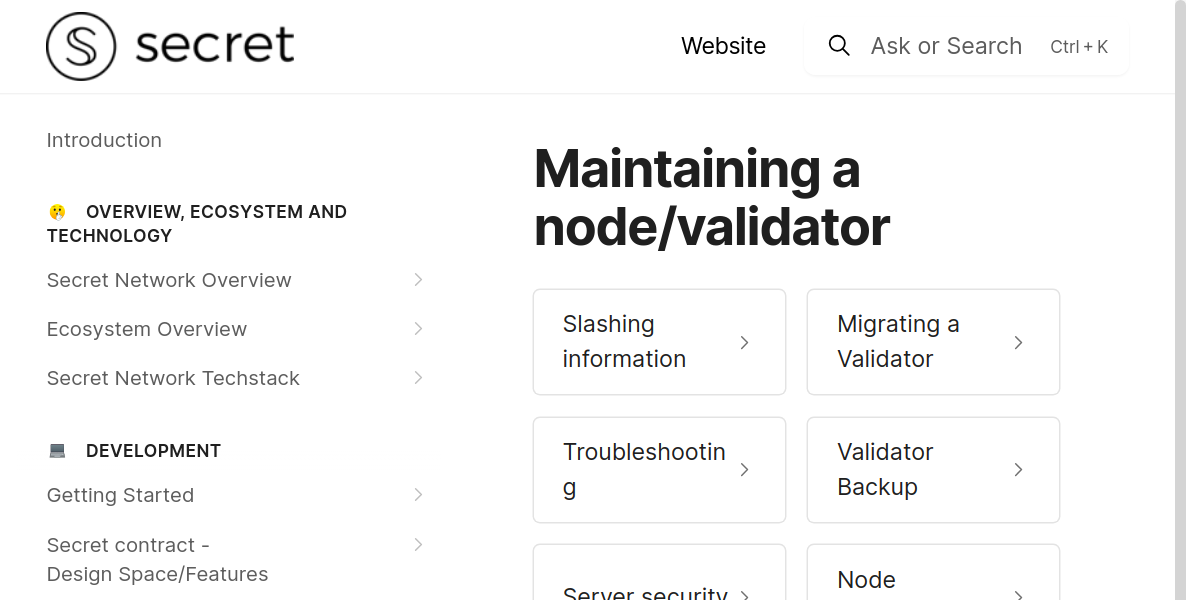 secret
Website
Ask or Search
Ctrl + K
Introduction
OVERVIEW, ECOSYSTEM AND
TECHNOLOGY
Secret Network Overview
Ecosystem Overview
Secret Network Techstack
DEVELOPMENT
Getting Started
Secret contract -
Design Space/Features
Maintaining a
node/validator
Slashing
information
Migrating a
Validator
Troubleshootin
g
Validator
Backup
Server security
Node